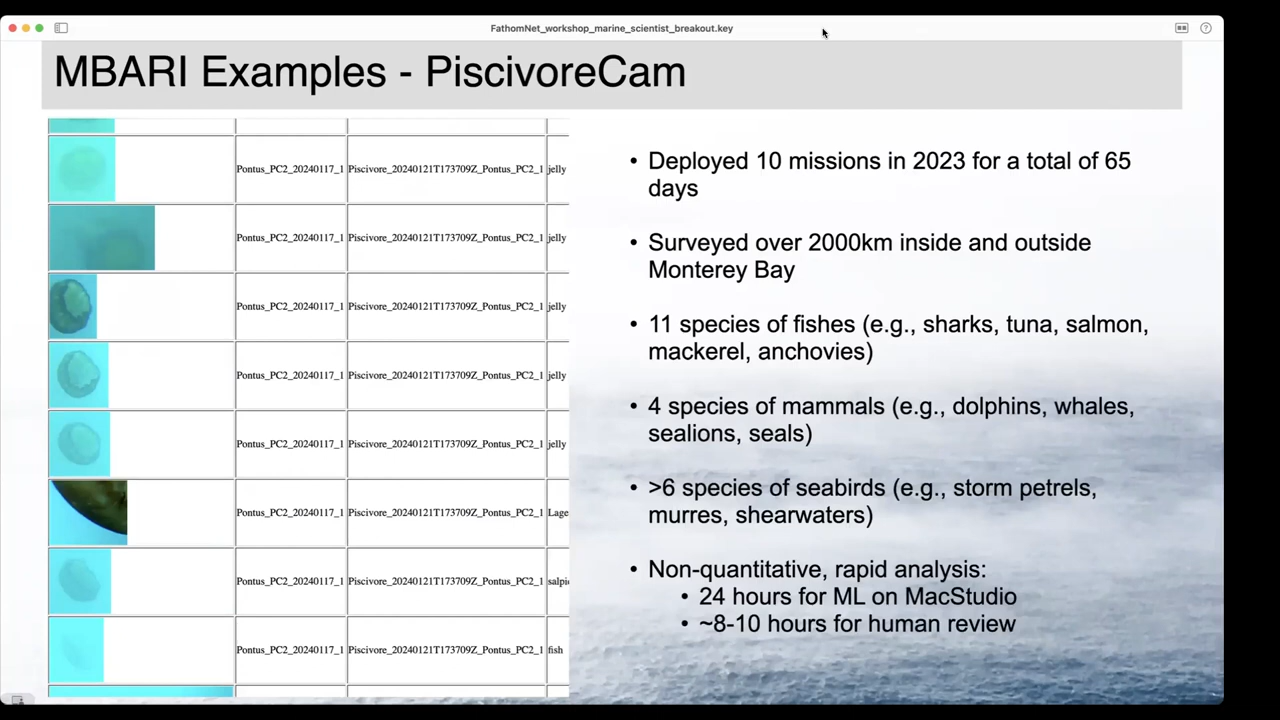 FathomNet_workshop_marine_scientist_breakout.key
MBARI Examples - PiscivoreCam
Pontus_PC2_20240117_1 Piscivore_20240121T173709Z_Pontus_PC2_1 jelly
Pontus_PC2_20240117_1 Piscivore_20240121T173709Z_Pontus_PC2_1 jelly
Pontus_PC2_20240117_1 Piscivore_20240121T173709Z_Pontus_PC2_1 jelly
Pontus_PC2_20240117_1 Piscivore_20240121T173709Z_Pontus_PC2_1 jelly
Pontus_PC2_20240117_1 Piscivore_20240121T173709Z_Pontus_PC2_1 jelly
Pontus_PC2_20240117_1 Piscivore_20240121T173709Z_Pontus_PC2_1 Lage
Pontus_PC2_20240117_1 Piscivore_20240121T173709Z_Pontus_PC2_1 salpi
Pontus_PC2_20240117_1 Piscivore_20240121T173709Z_Pontus_PC2_1 fish
• Deployed 10 missions in 2023 for a total of 65
days
• Surveyed over 2000km inside and outside
Monterey Bay
• 11 species of fishes (e.g., sharks, tuna, salmon,
mackerel, anchovies)
• 4 species of mammals (e.g., dolphins, whales,
sealions, seals)
• >6 species of seabirds (e.g., storm petrels,
murres, shearwaters)
• Non-quantitative, rapid analysis:
• 24 hours for ML on MacStudio
• ~8-10 hours for human review